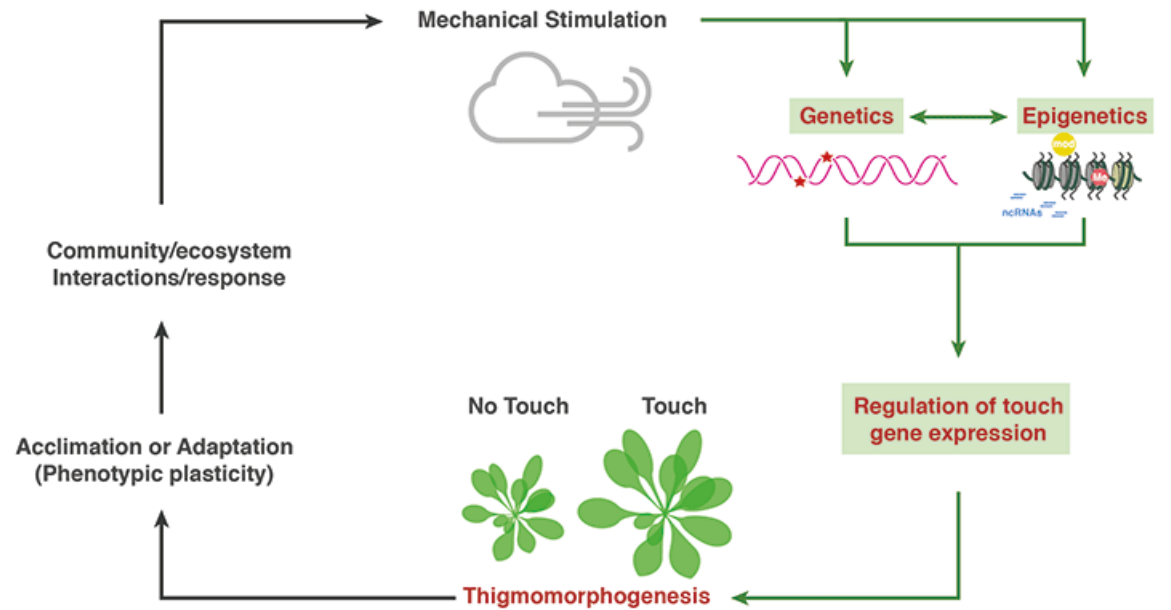 Mechanical Stimulation
Genetics
Epigenetics
mod
Me
ncRNAs
Community/ecosystem
Interactions/response
Regulation of touch
gene expression
No Touch
Touch
Acclimation or Adaptation
(Phenotypic plasticity)
Thigmomorphogenesis